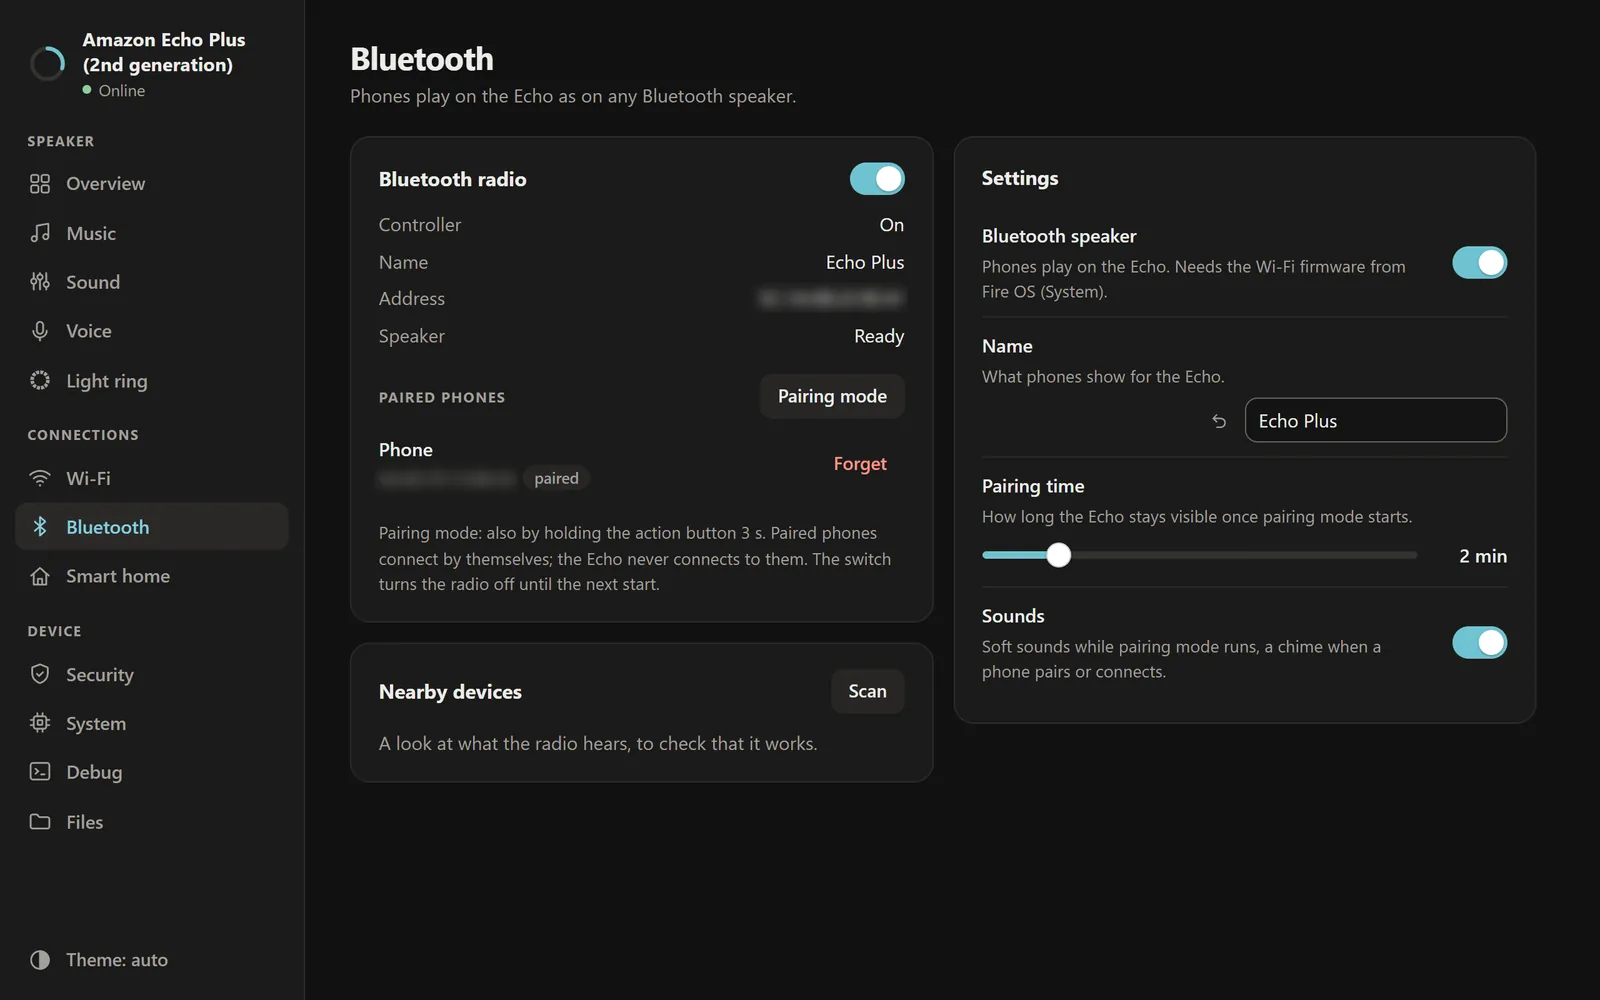 Amazon Echo Plus
(2nd generation)
Online
SPEAKER
Overview
Music
Sound
Voice
Light ring
CONNECTIONS
Wi-Fi
Bluetooth
Smart home
DEVICE
Security
System
Debug
Files
Theme: auto
Bluetooth
Phones play on the Echo as on any Bluetooth speaker.
Bluetooth radio
Controller On
Name Echo Plus
Address
Speaker Ready
PAIRED PHONES Pairing mode
Phone
paired
Forget
Pairing mode: also by holding the action button 3 s. Paired phones
connect by themselves; the Echo never connects to them. The switch
turns the radio off until the next start.
Nearby devices Scan
A look at what the radio hears, to check that it works.
Settings
Bluetooth speaker
Phones play on the Echo. Needs the Wi-Fi firmware from
Fire OS (System).
Name
What phones show for the Echo.
Echo Plus
Pairing time
How long the Echo stays visible once pairing mode starts.
2 min
Sounds
Soft sounds while pairing mode runs, a chime when a
phone pairs or connects.